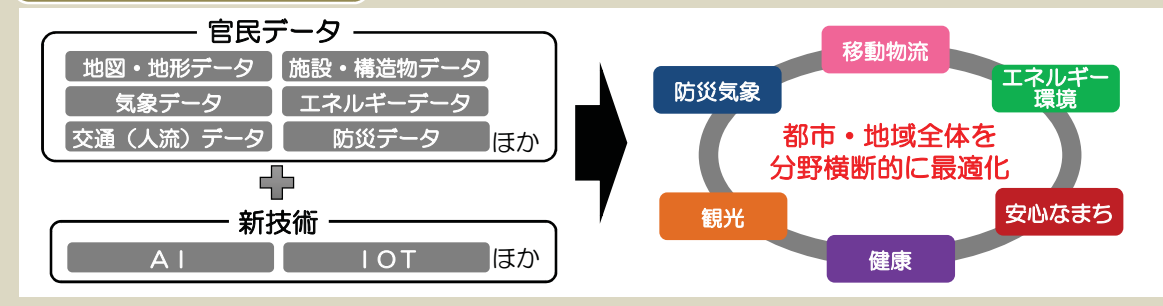 官民データ
地図・地形データ
施設・構造物データ
気象データ
エネルギーデータ
交通（人流）データ
防災データ
ほか
新技術
AI
IOT
ほか
移動物流
防災気象
エネルギー
環境
都市・地域全体を
分野横断的に最適化
観光
安心なまち
健康